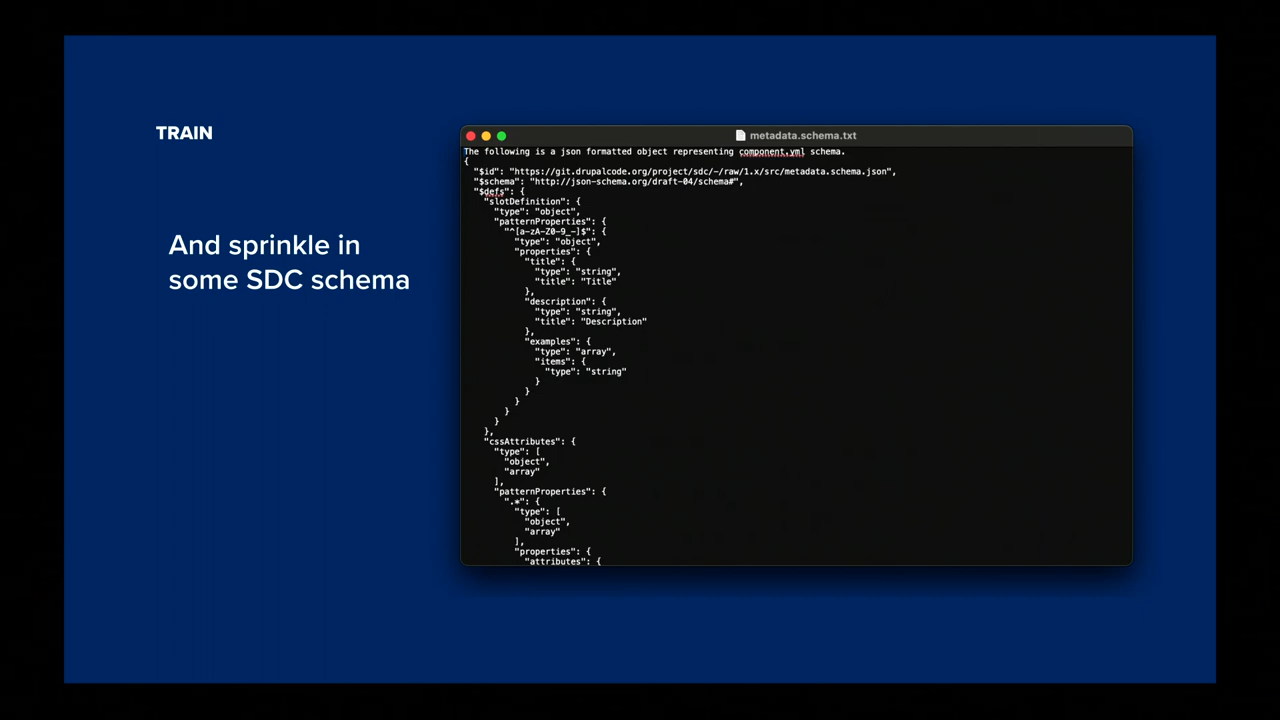 TRAIN
And sprinkle in
some SDC schema
metadata.schema.txt
The following is a json formatted object representing component.yml schema.
{
"$id": "https://git.drupalcode.org/project/sdc/-/raw/1.x/src/metadata.schema.json",
"$schema": "http://json-schema.org/draft-04/schema#",
"$defs": {
"slotDefinition": {
"type": "object",
"patternProperties": {
"^[a-zA-Z0-9_-]$": {
"type": "object",
"properties": {
"title": {
"type": "string",
"title": "Title"
},
"description": {
"type": "string",
"title": "Description"
},
"examples": {
"type": "array",
"items": {
"type": "string"
}
}
}
}
}
},
"cssAttributes": {
"type": [
"object",
"array"
],
"patternProperties": {
".*": {
"type": [
"object",
"array"
],
"properties": {
"attributes": {